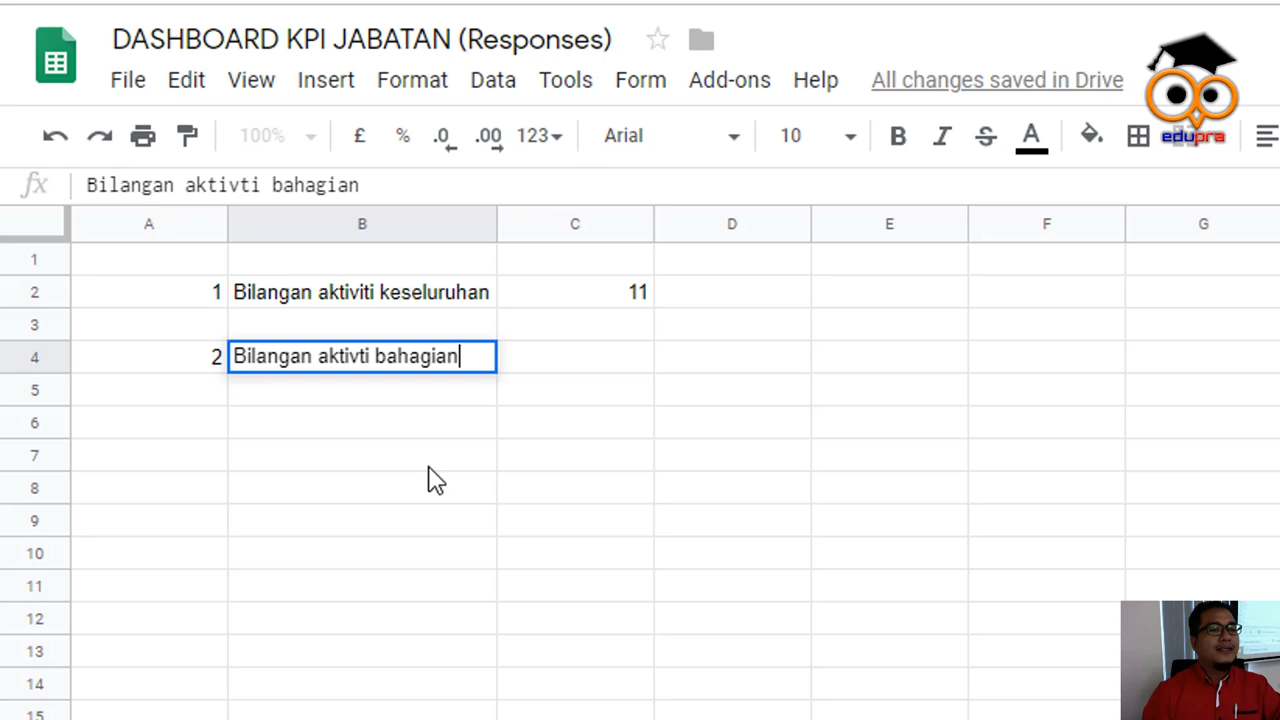 DASHBOARD KPI JABATAN (Responses)
File Edit View Insert Format Data Tools Form Add-ons Help All changes saved in Drive
edupra
100% £ % .0 .00 123 Arial 10 B I S A
fx Bilangan aktivti bahagian
A B C D E F G
1
2 1 Bilangan aktiviti keseluruhan 11
3
4 2 Bilangan aktivti bahagian
5
6
7
8
9
10
11
12
13
14
15